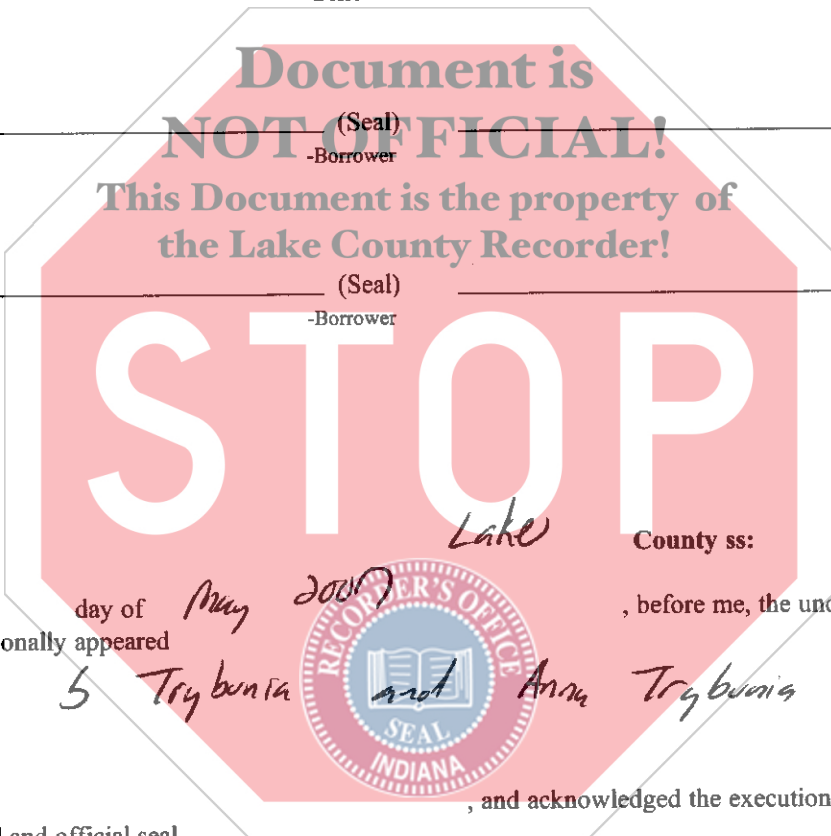 Document is
(Seal)
NOT OFFICIAL!
-Borrower
This Document is the property of
the Lake County Recorder!
(Seal)
-Borrower
STOP
Lake County ss:
day of May , before me, the und
onally appeared
Trybunia and Anna Trybunia
RECORDER'S OFFICE
SEAL
INDIANA
, and acknowledged the execution
and official seal